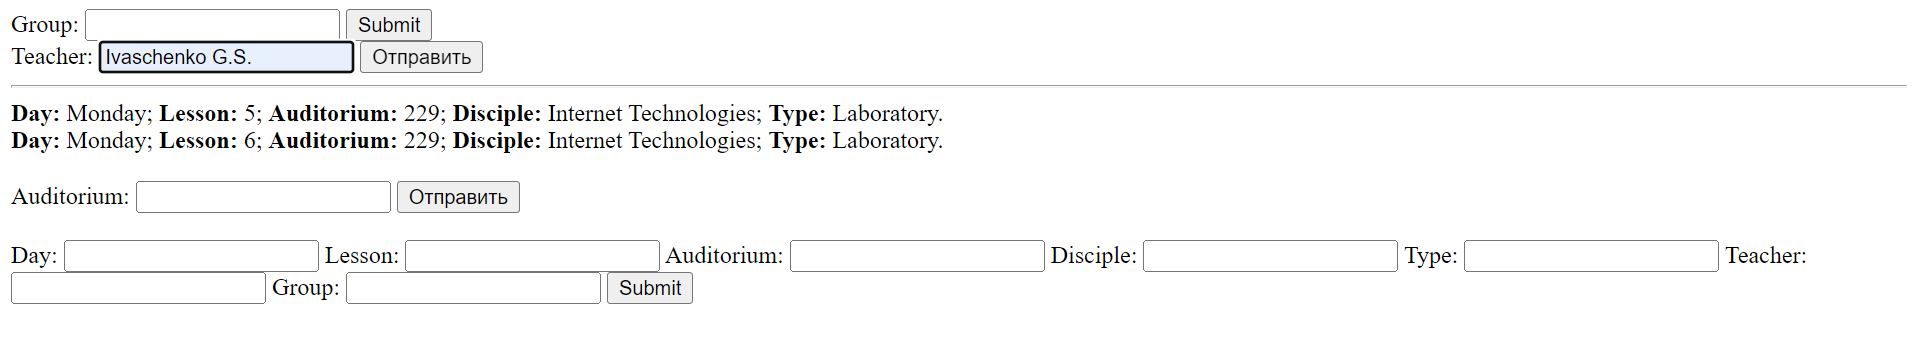 Group: Submit
Teacher: Ivaschenko G.S. Отправить
Day: Monday; Lesson: 5; Auditorium: 229; Disciple: Internet Technologies; Type: Laboratory.
Day: Monday; Lesson: 6; Auditorium: 229; Disciple: Internet Technologies; Type: Laboratory.
Auditorium: Отправить
Day: Lesson: Auditorium: Disciple: Type: Teacher:
Group: Submit